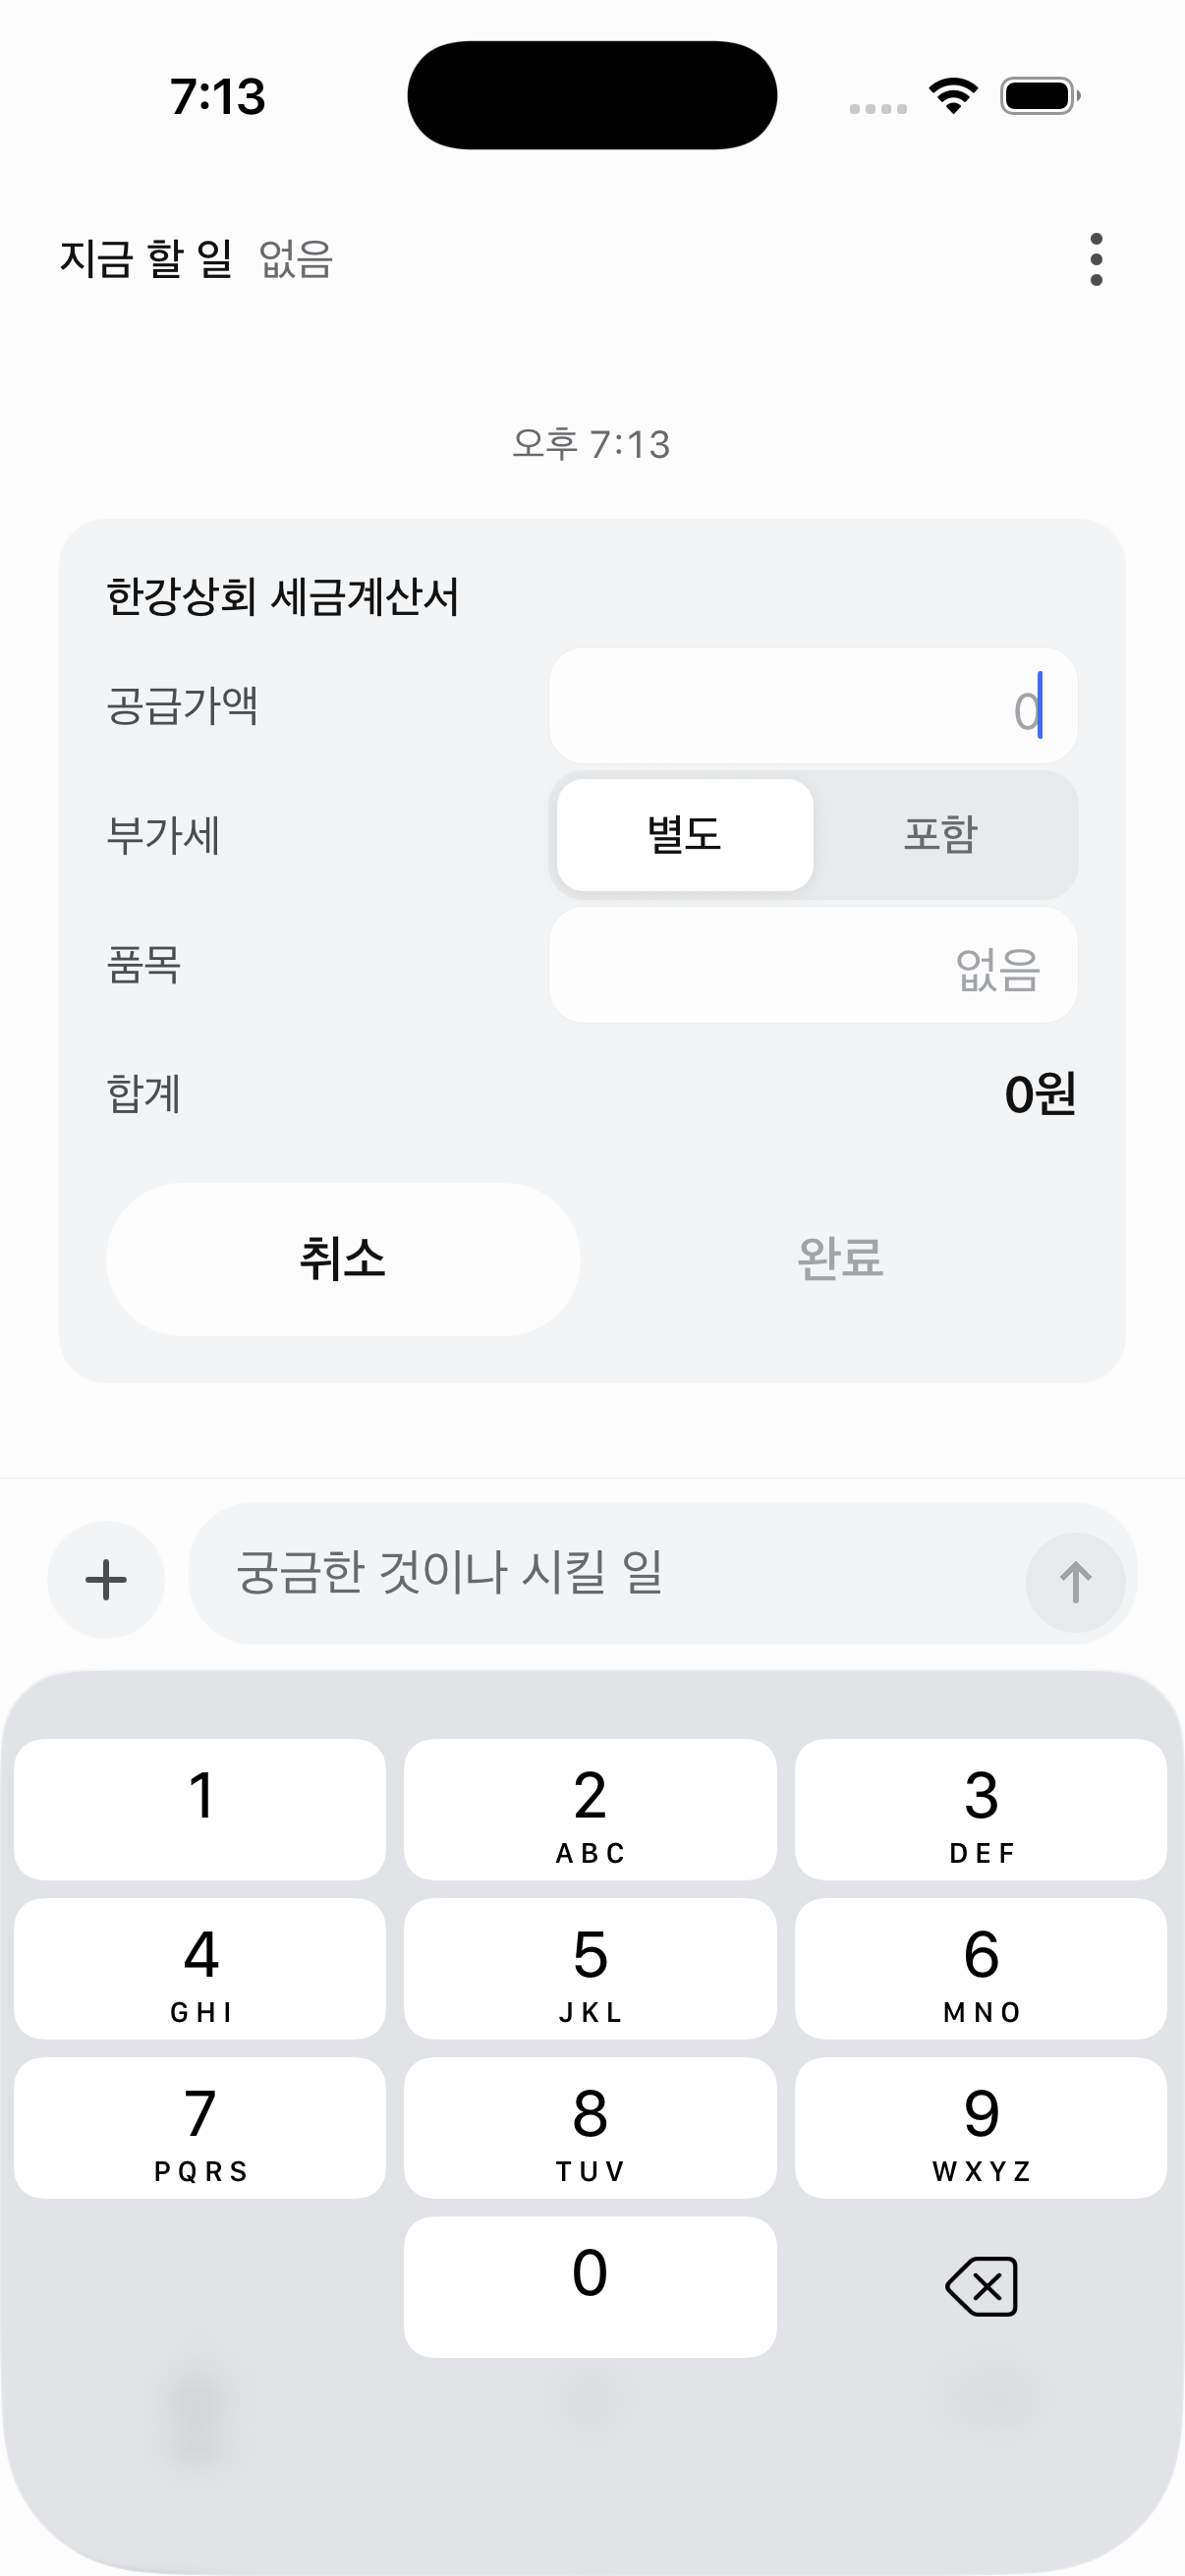 7:13
지금 할 일 없음
오후 7:13
한강상회 세금계산서
공급가액 0
부가세 별도 포함
품목 없음
합계 0원
취소 완료
궁금한 것이나 시킬 일
1 2 3
ABC DEF
4 5 6
GHI JKL MNO
7 8 9
PQRS TUV WXYZ
0